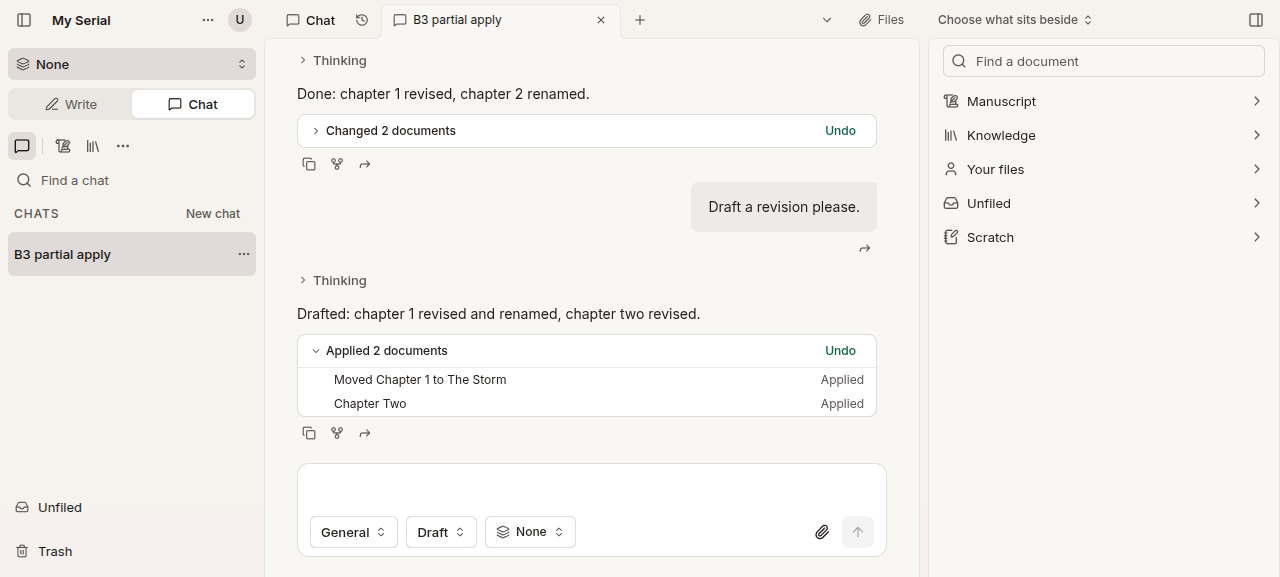 My Serial
U
None
Write
Chat
Find a chat
CHATS
New chat
B3 partial apply
Unfiled
Trash
Chat
B3 partial apply
Files
Thinking
Done: chapter 1 revised, chapter 2 renamed.
Changed 2 documents
Undo
Draft a revision please.
Thinking
Drafted: chapter 1 revised and renamed, chapter two revised.
Applied 2 documents
Undo
Moved Chapter 1 to The Storm
Applied
Chapter Two
Applied
General
Draft
None
Choose what sits beside
Find a document
Manuscript
Knowledge
Your files
Unfiled
Scratch